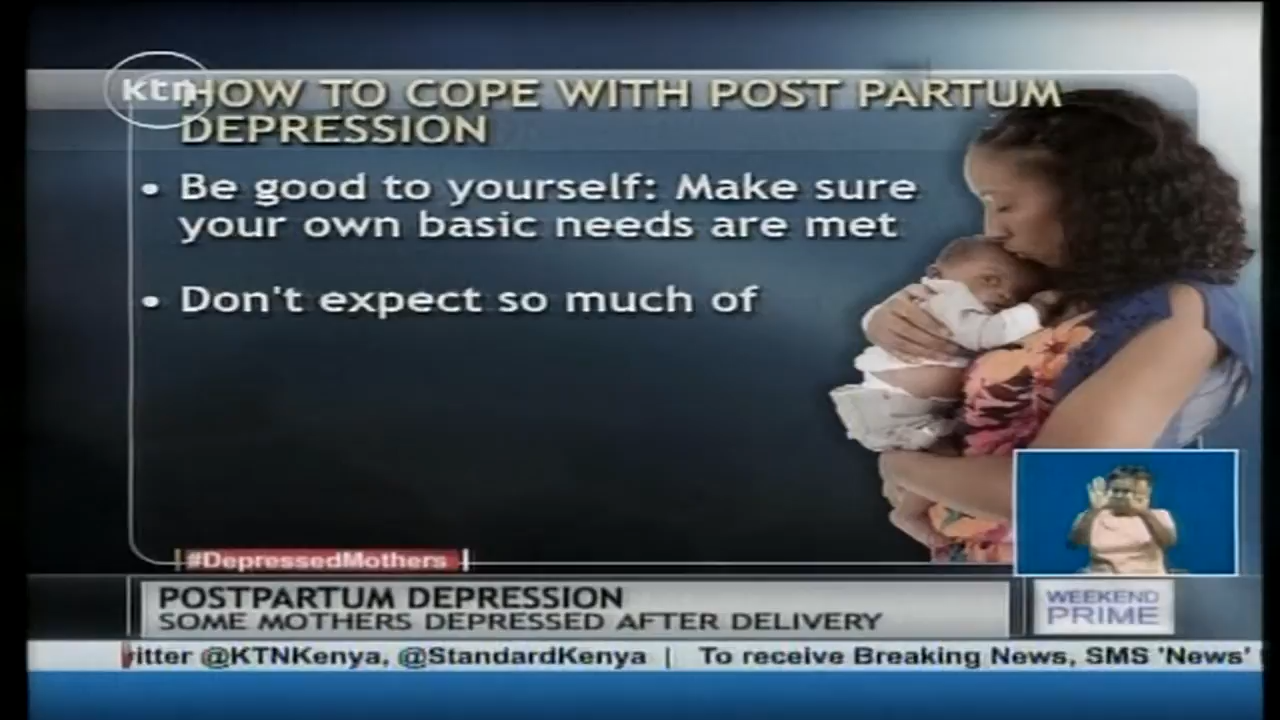 ktn
HOW TO COPE WITH POST PARTUM
DEPRESSION
• Be good to yourself: Make sure
your own basic needs are met
• Don't expect so much of
#DepressedMothers
POSTPARTUM DEPRESSION
SOME MOTHERS DEPRESSED AFTER DELIVERY
WEEKEND
PRIME
itter @KTNKenya, @StandardKenya | To receive Breaking News, SMS 'News'